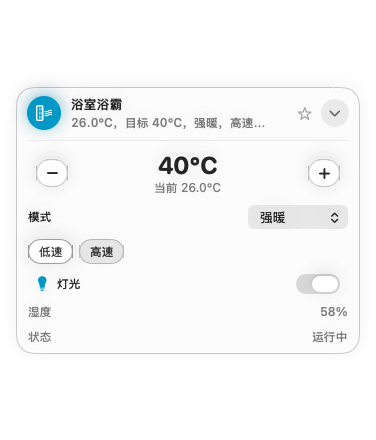 浴室浴霸
26.0°C，目标 40°C，强暖，高速…
40°C
当前 26.0°C
模式
强暖
低速
高速
灯光
湿度
58%
状态
运行中